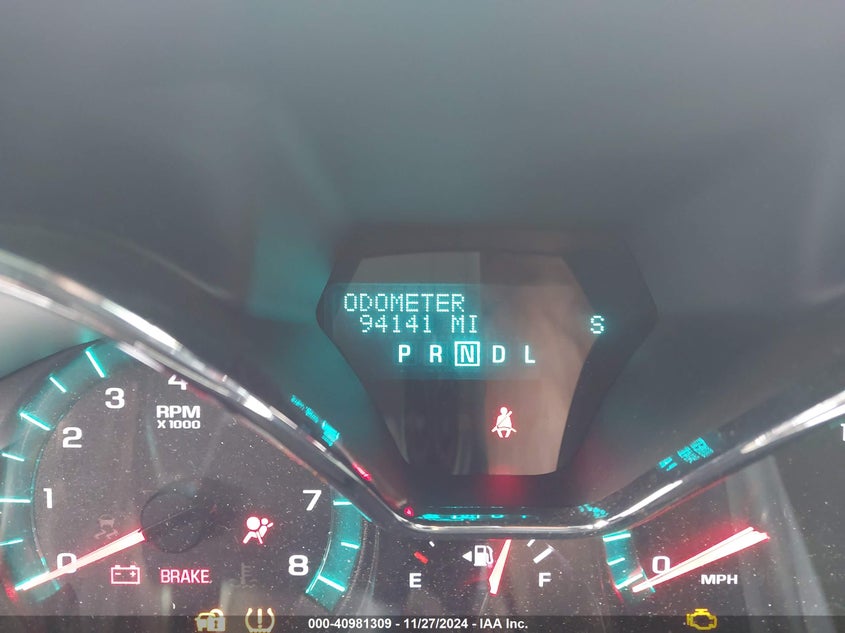 ODOMETER
94141 MI
S
P R N D L
4
3
RPM
X1000
2
1
7
0
8
BRAKE
E
F
0
MPH
000-40981309 - 11/27/2024 - IAA Inc.